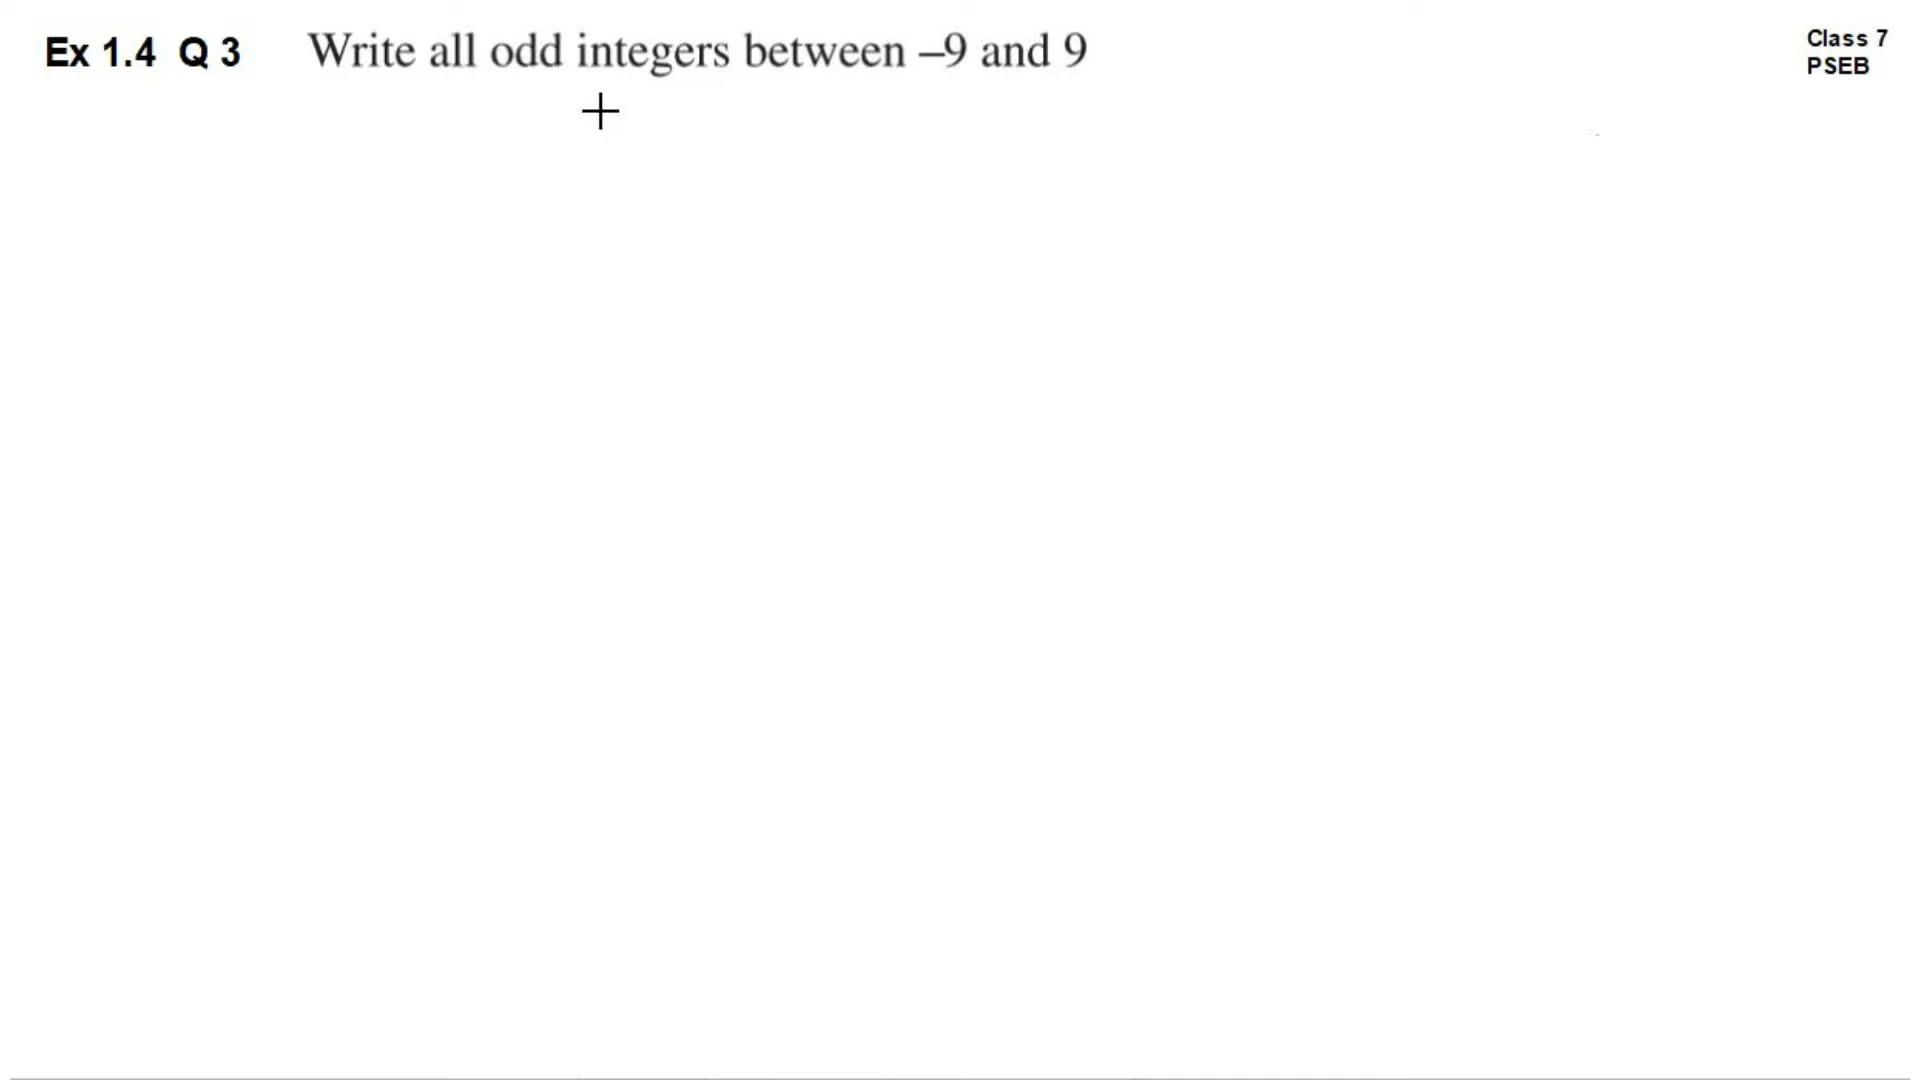 Ex 1.4 Q 3 Write all odd integers between –9 and 9
Class 7
PSEB